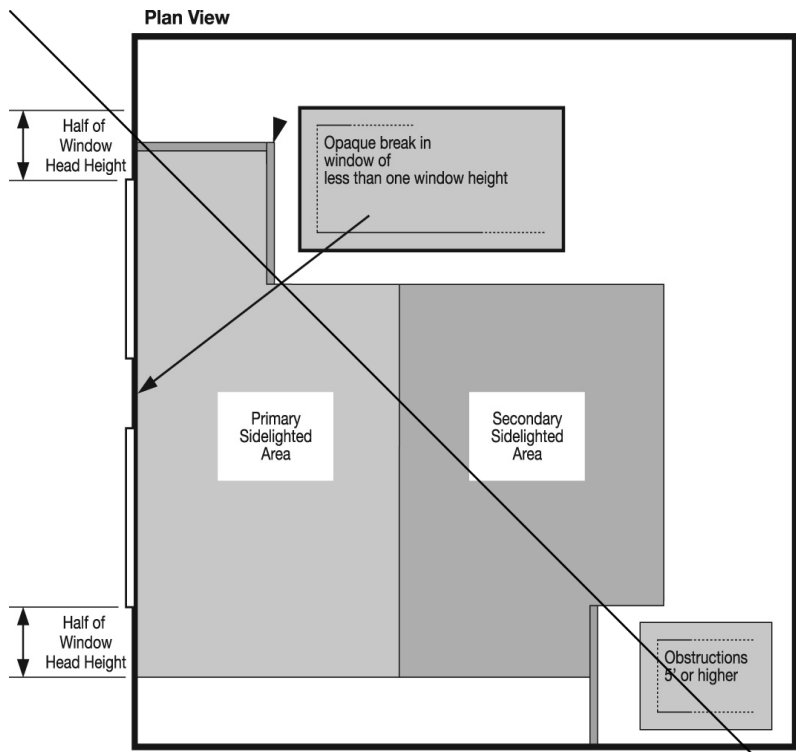 Plan View
Half of
Window
Head Height
Opaque break in
window of
less than one window height
Primary
Sidelighted
Area
Secondary
Sidelighted
Area
Half of
Window
Head Height
Obstructions
5' or higher